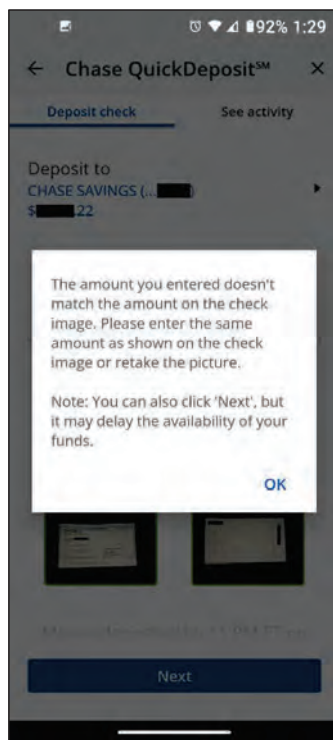 92% 1:29
Chase QuickDeposit℠
Deposit check See activity
Deposit to
CHASE SAVINGS (... )
$ .22
The amount you entered doesn't
match the amount on the check
image. Please enter the same
amount as shown on the check
image or retake the picture.
Note: You can also click 'Next', but
it may delay the availability of your
funds.
OK
Next